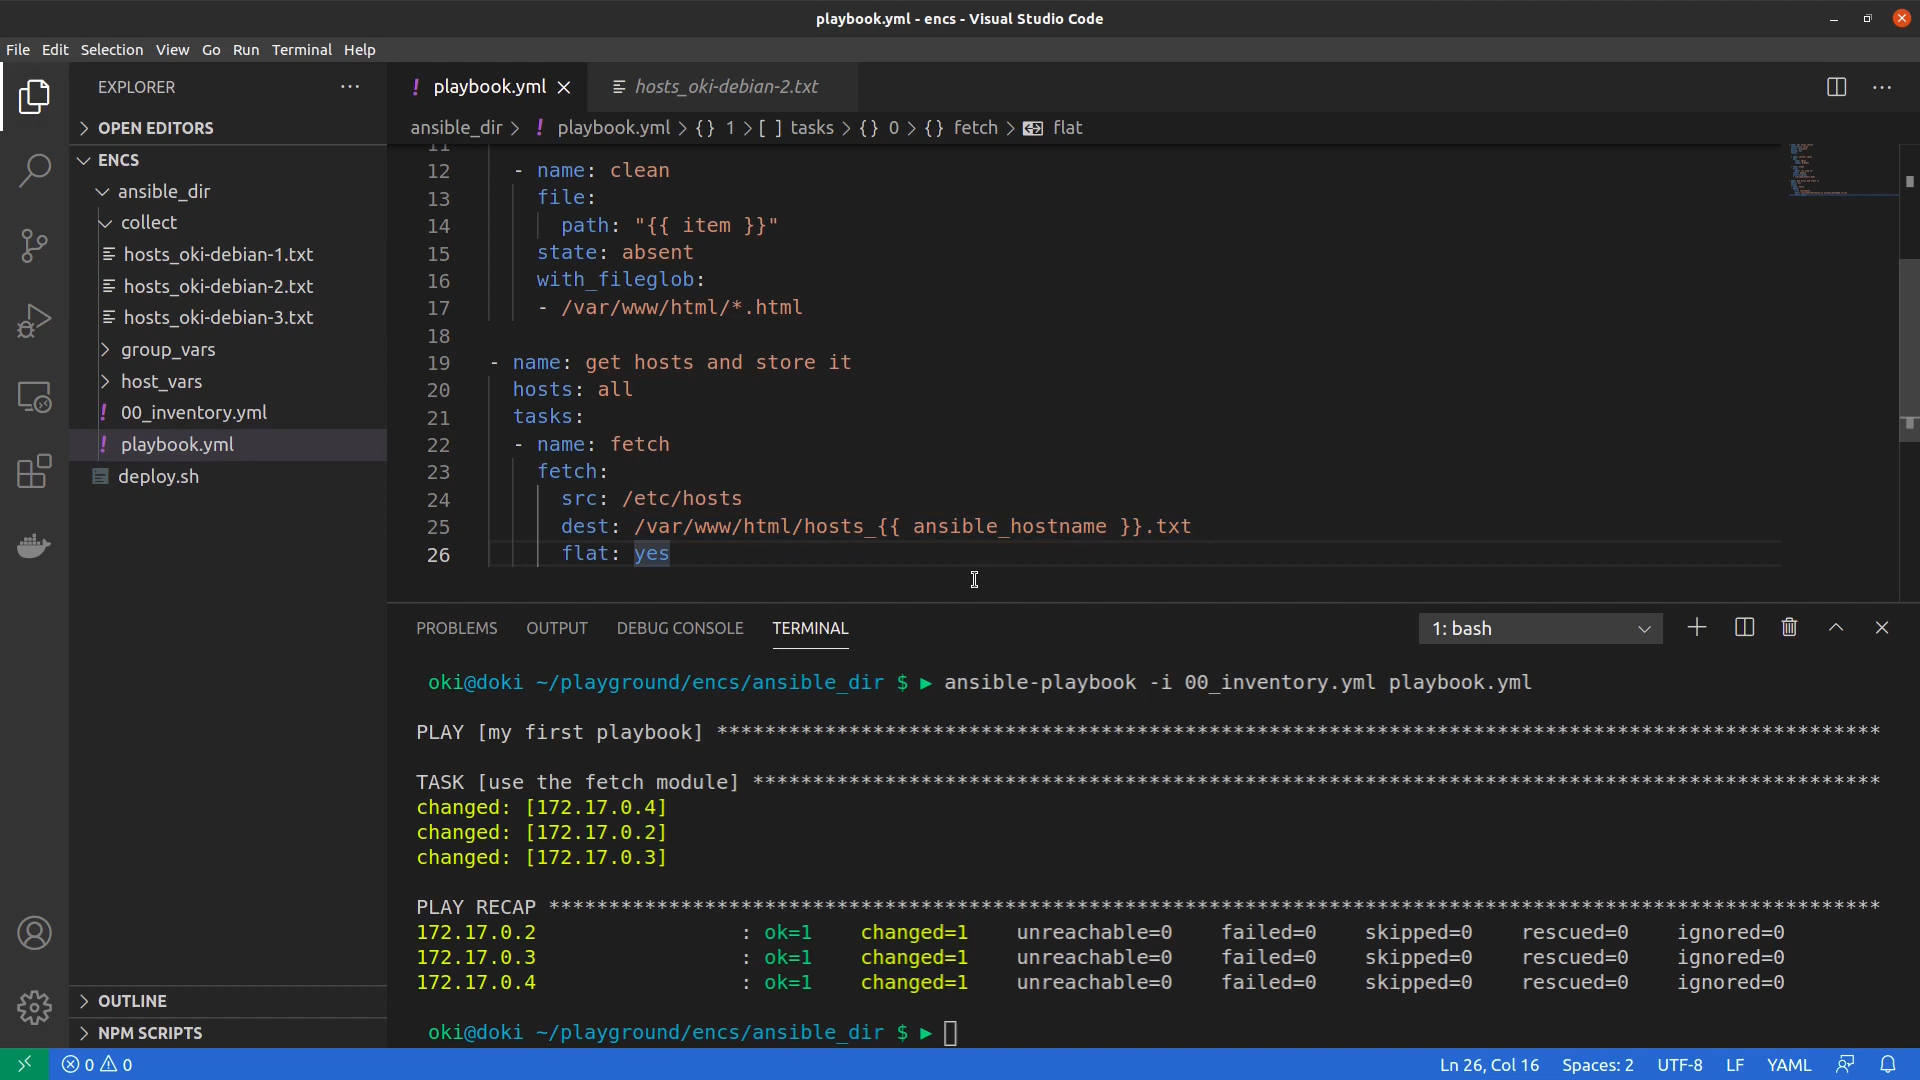 playbook.yml - encs - Visual Studio Code
File Edit Selection View Go Run Terminal Help
EXPLORER
OPEN EDITORS
ENCS
ansible_dir
collect
hosts_oki-debian-1.txt
hosts_oki-debian-2.txt
hosts_oki-debian-3.txt
group_vars
host_vars
! 00_inventory.yml
! playbook.yml
deploy.sh
OUTLINE
NPM SCRIPTS
! playbook.yml
hosts_oki-debian-2.txt
ansible_dir > ! playbook.yml > {} 1 > [ ] tasks > {} 0 > {} fetch > flat
11
12 - name: clean
13 file:
14 path: "{{ item }}"
15 state: absent
16 with_fileglob:
17 - /var/www/html/*.html
18
19 - name: get hosts and store it
20 hosts: all
21 tasks:
22 - name: fetch
23 fetch:
24 src: /etc/hosts
25 dest: /var/www/html/hosts_{{ ansible_hostname }}.txt
26 flat: yes
PROBLEMS OUTPUT DEBUG CONSOLE TERMINAL
1: bash
oki@doki ~/playground/encs/ansible_dir $ ► ansible-playbook -i 00_inventory.yml playbook.yml
PLAY [my first playbook] *************************************************************************************************
TASK [use the fetch module] **********************************************************************************************
changed: [172.17.0.4]
changed: [172.17.0.2]
changed: [172.17.0.3]
PLAY RECAP ***************************************************************************************************************
172.17.0.2 : ok=1 changed=1 unreachable=0 failed=0 skipped=0 rescued=0 ignored=0
172.17.0.3 : ok=1 changed=1 unreachable=0 failed=0 skipped=0 rescued=0 ignored=0
172.17.0.4 : ok=1 changed=1 unreachable=0 failed=0 skipped=0 rescued=0 ignored=0
oki@doki ~/playground/encs/ansible_dir $ ►
0 0
Ln 26, Col 16 Spaces: 2 UTF-8 LF YAML